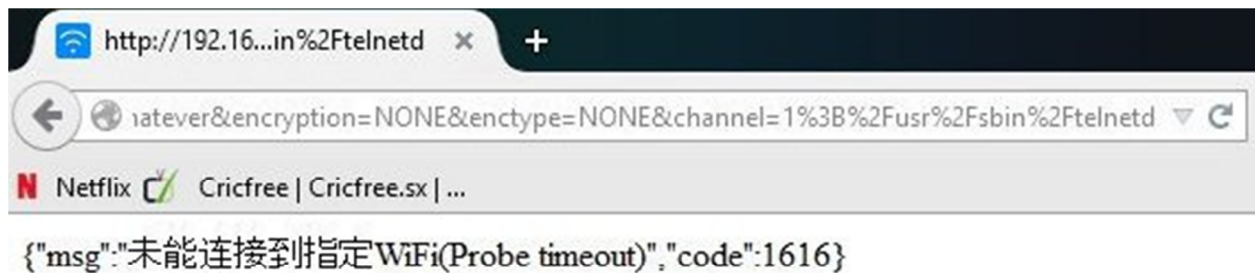 http://192.16...in%2Ftelnetd
atever&encryption=NONE&enctype=NONE&channel=1%3B%2Fusr%2Fsbin%2Ftelnetd
N Netflix Cricfree | Cricfree.sx | ...
{"msg":"未能连接到指定WiFi(Probe timeout)","code":1616}